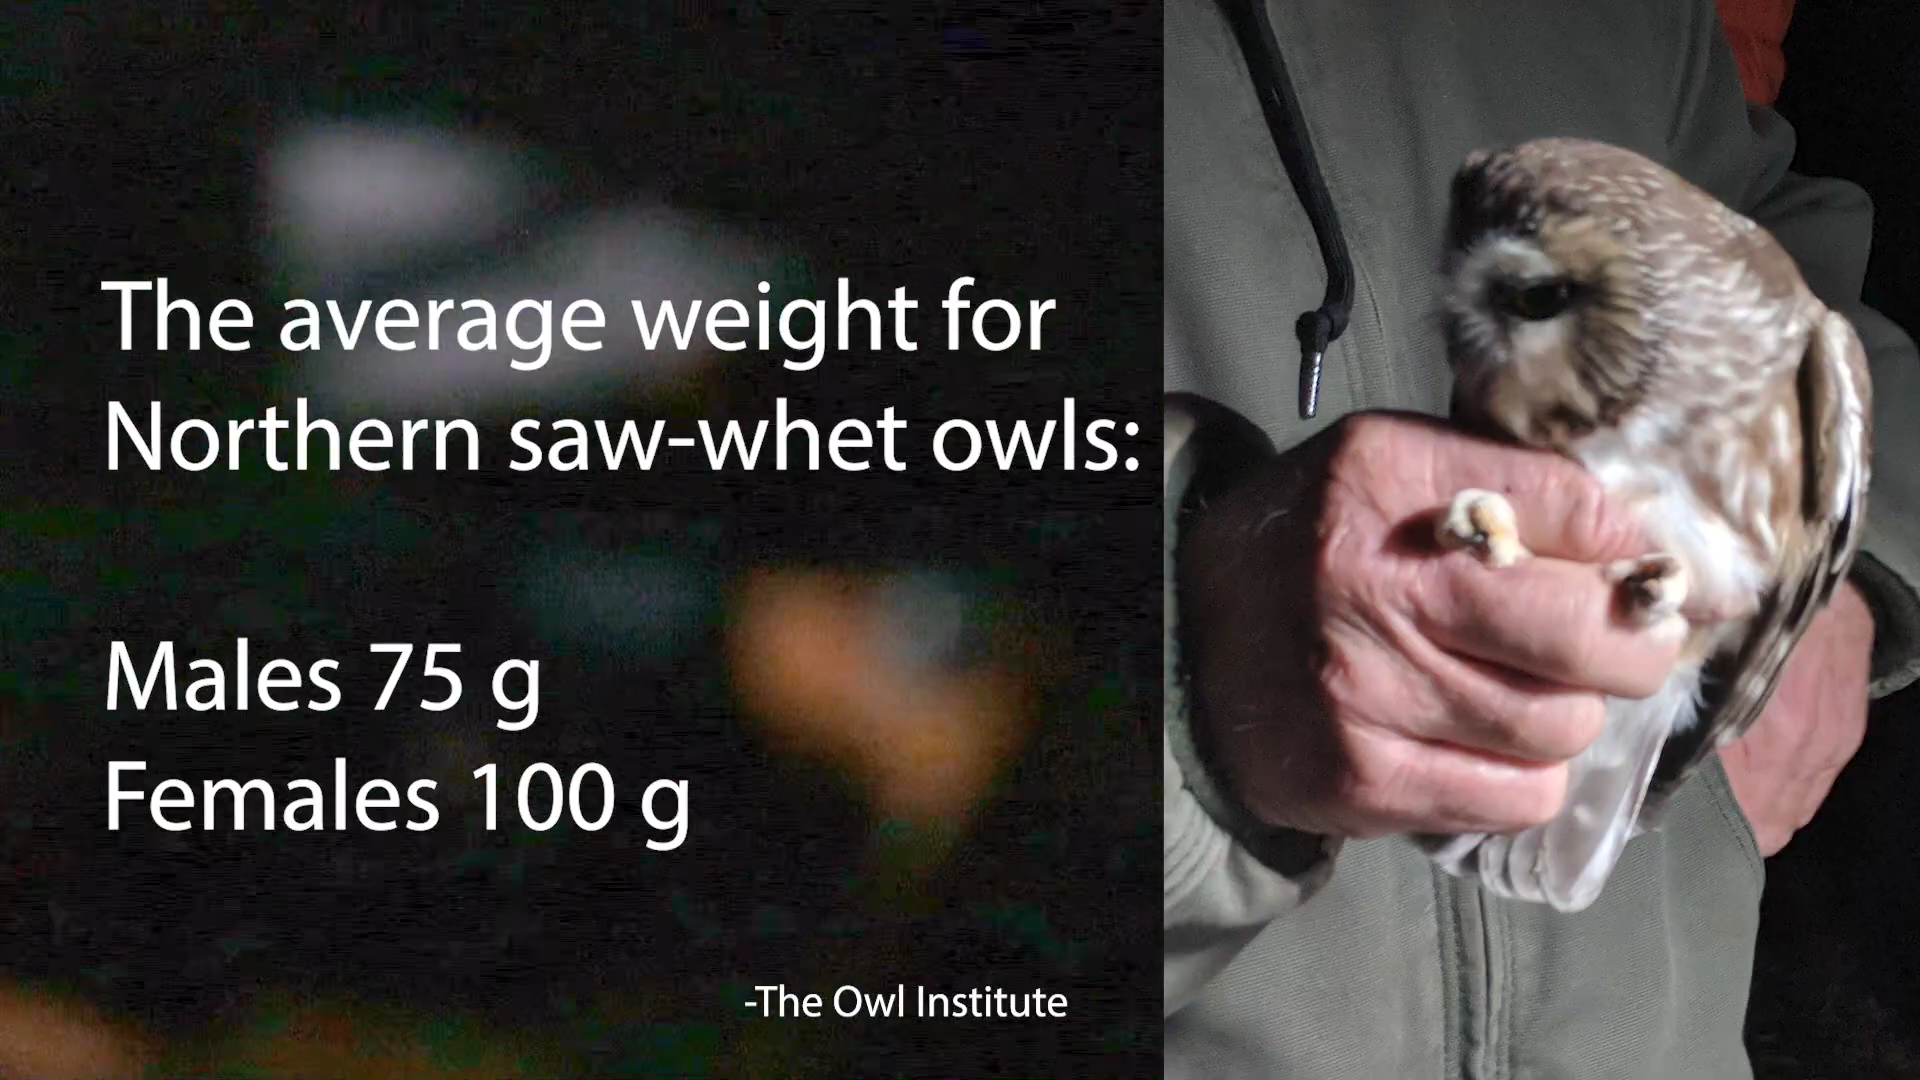 The average weight for
Northern saw-whet owls:
Males 75 g
Females 100 g
-The Owl Institute